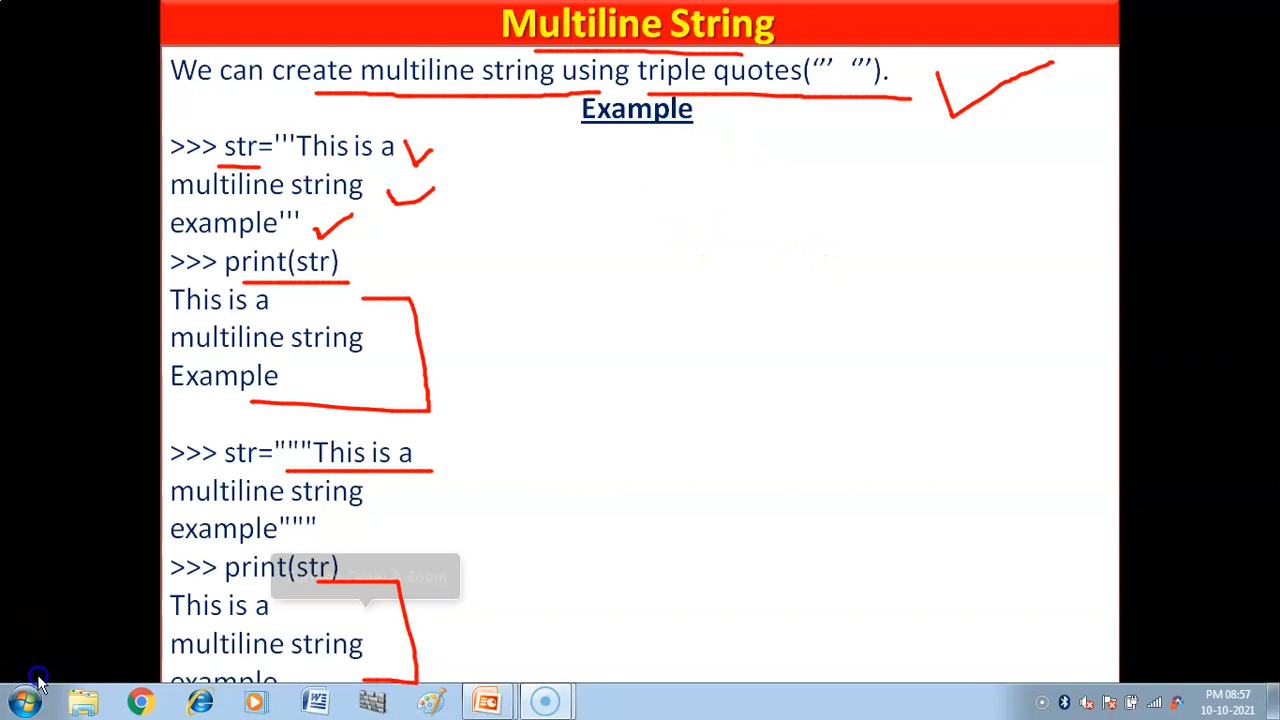 Multiline String
We can create multiline string using triple quotes(‘’’  ‘’’).
Example
>>> str='''This is a
multiline string
example'''
>>> print(str)
This is a
multiline string
Example
>>> str="""This is a
multiline string
example"""
>>> print(str)
This is a
multiline string
example
PM 08:57
10-10-2021